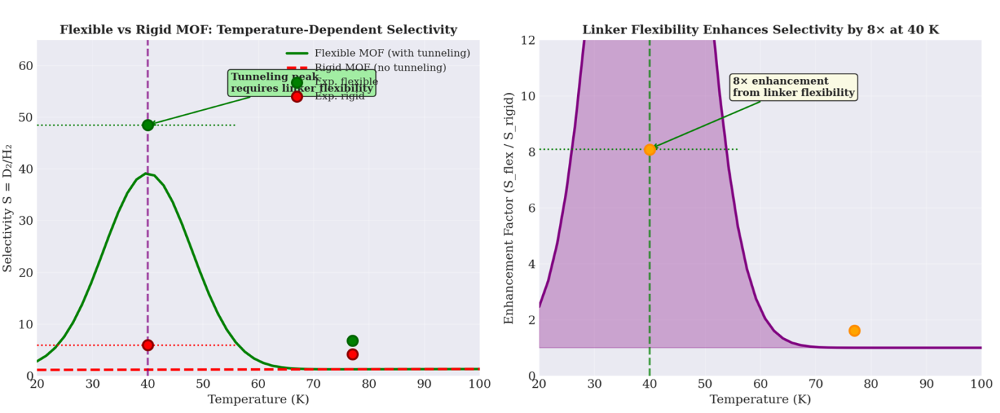 Flexible vs Rigid MOF: Temperature-Dependent Selectivity
Selectivity S = D₂/H₂
60
50
40
30
20
10
0
Flexible MOF (with tunneling)
Rigid MOF (no tunneling)
Exp. flexible
Exp. rigid
Tunneling peak
requires linker flexibility
20 30 40 50 60 70 80 90 100
Temperature (K)
Linker Flexibility Enhances Selectivity by 8× at 40 K
Enhancement Factor (S_flex / S_rigid)
12
10
8
6
4
2
0
8× enhancement
from linker flexibility
20 30 40 50 60 70 80 90 100
Temperature (K)